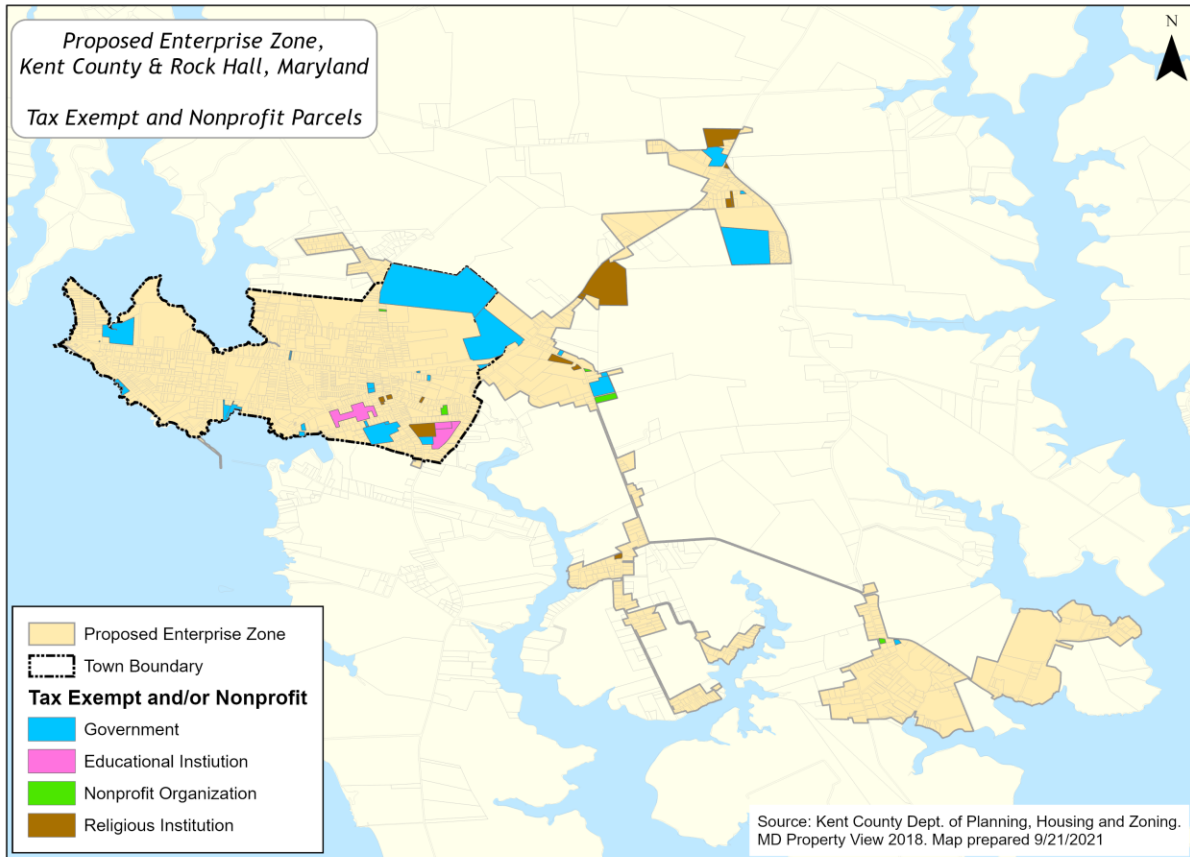 Proposed Enterprise Zone,
Kent County & Rock Hall, Maryland
Tax Exempt and Nonprofit Parcels
N
Proposed Enterprise Zone
Town Boundary
Tax Exempt and/or Nonprofit
Government
Educational Instiution
Nonprofit Organization
Religious Institution
Source: Kent County Dept. of Planning, Housing and Zoning.
MD Property View 2018. Map prepared 9/21/2021